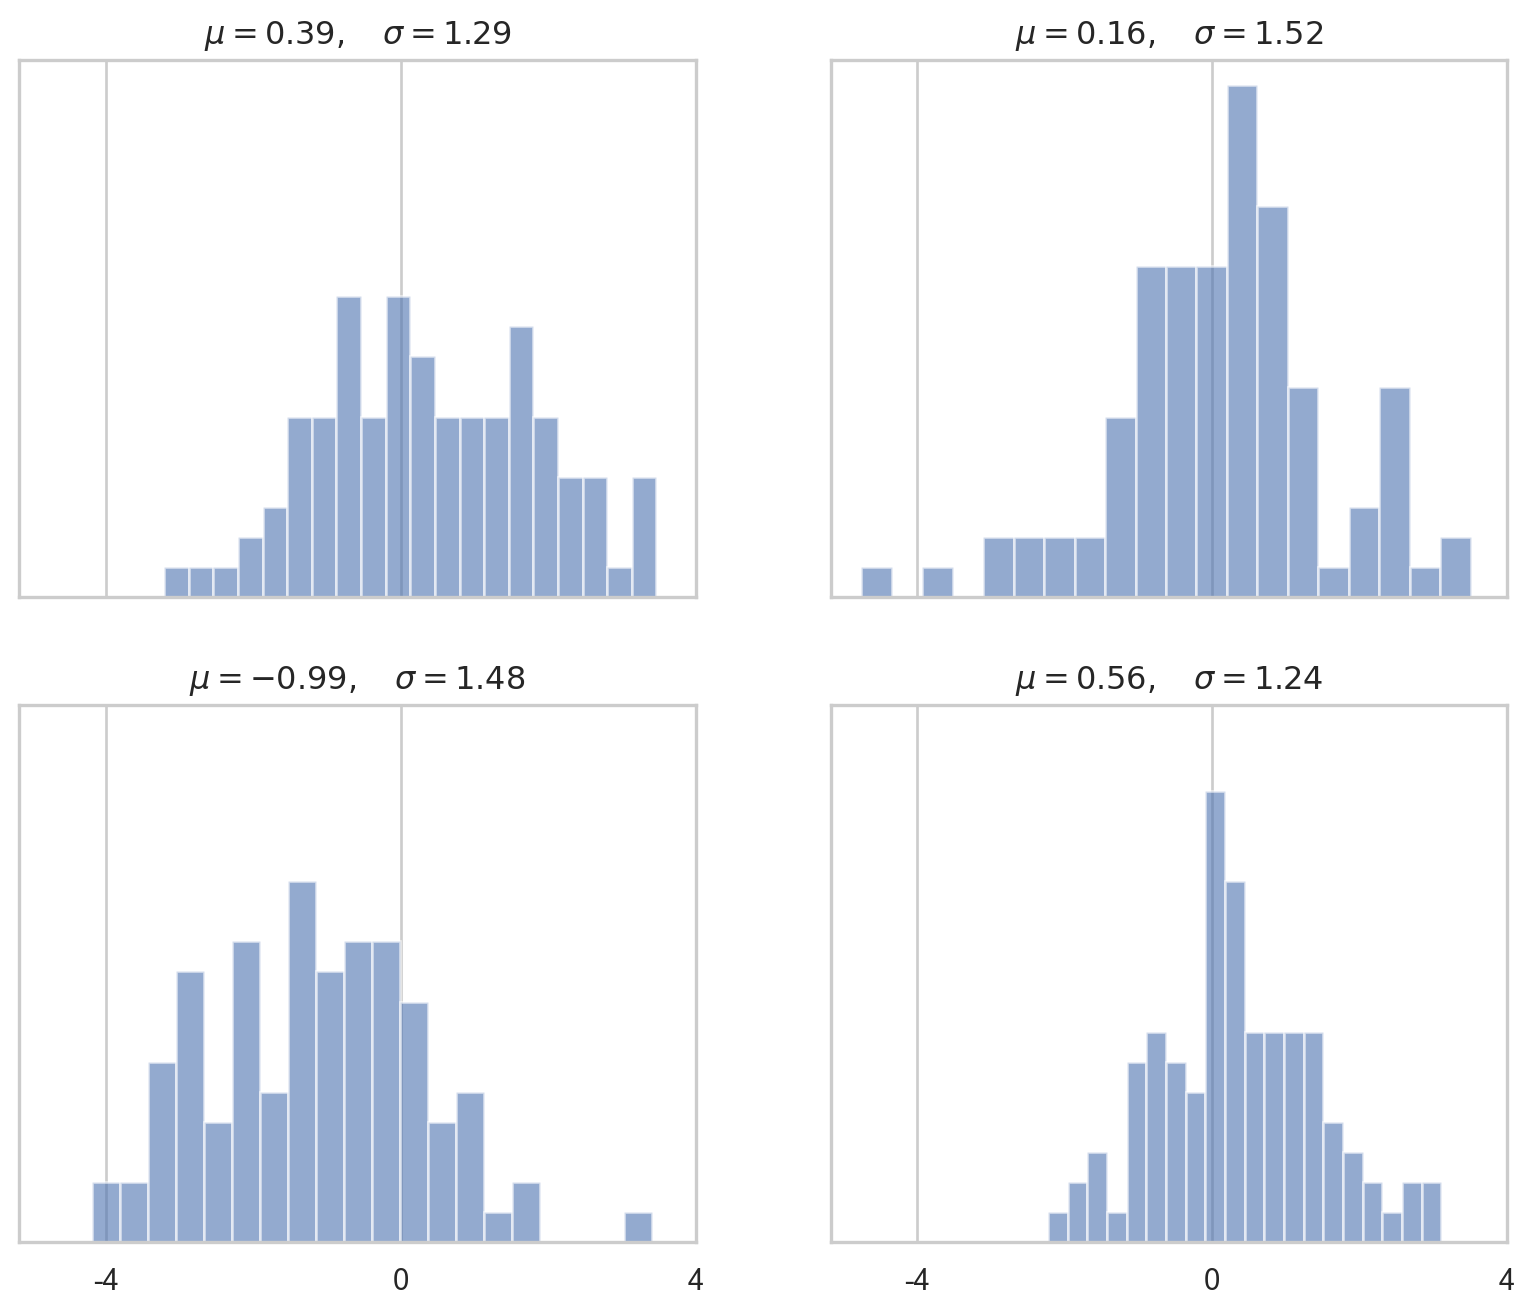 μ = 0.39, σ = 1.29
μ = 0.16, σ = 1.52
μ = −0.99, σ = 1.48
μ = 0.56, σ = 1.24
-4 0 4
-4 0 4